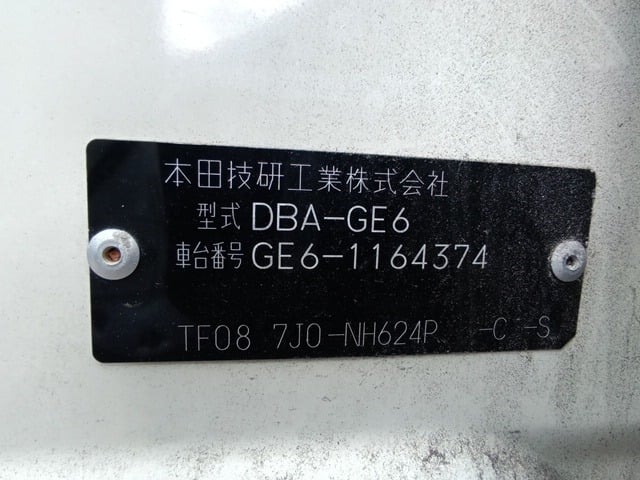 本田技研工業株式会社
型式 DBA-GE6
車台番号 GE6-1164374
TF08 7J0-NH624P -C -S